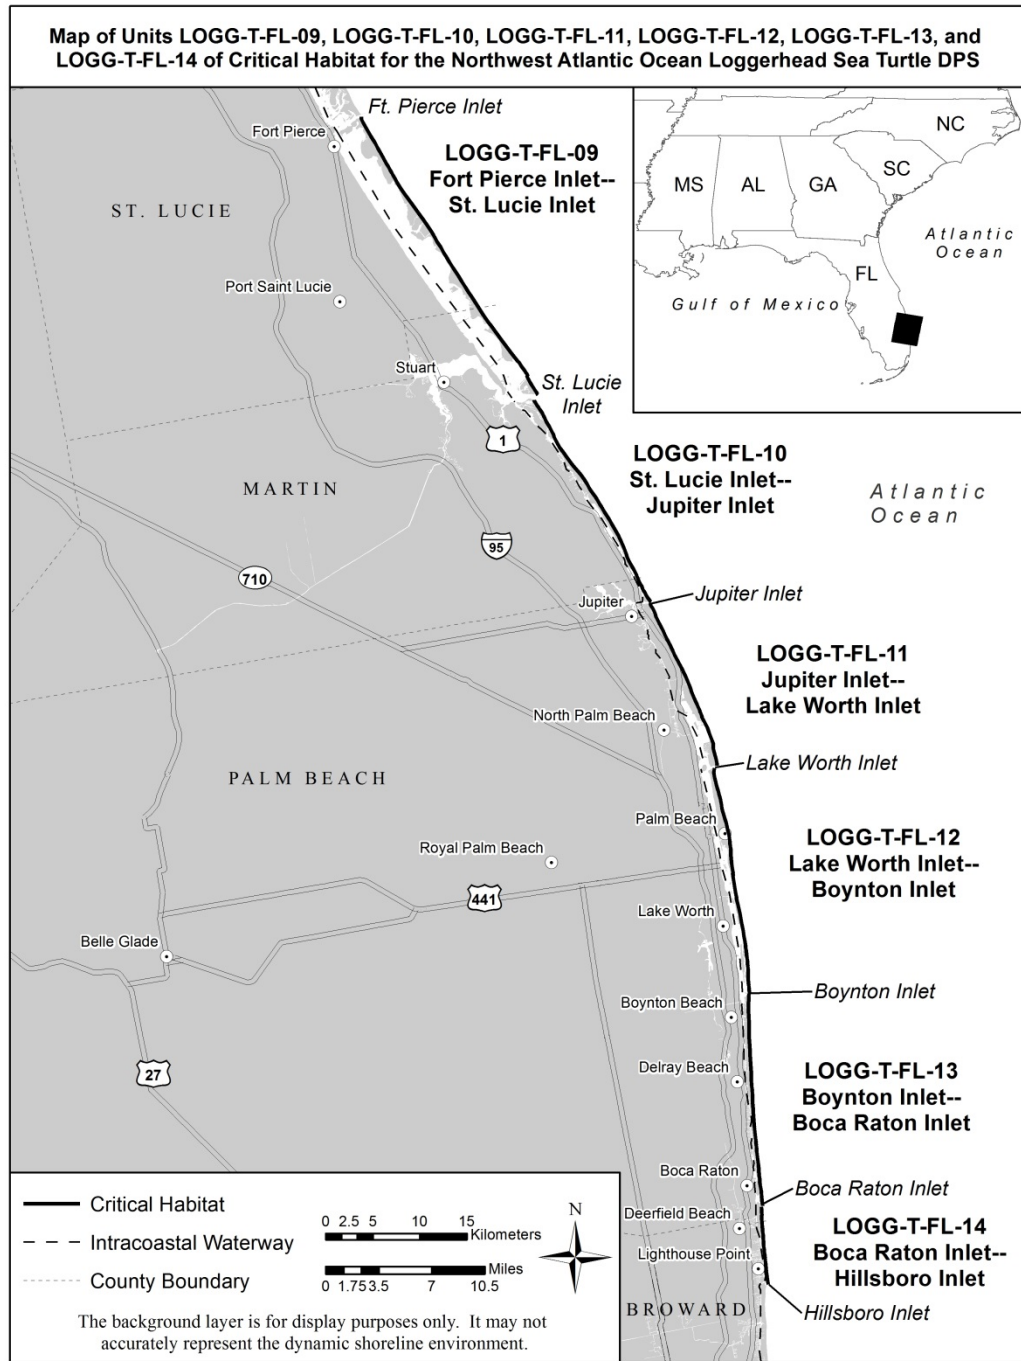 Map of Units LOGG-T-FL-09, LOGG-T-FL-10, LOGG-T-FL-11, LOGG-T-FL-12, LOGG-T-FL-13, and
LOGG-T-FL-14 of Critical Habitat for the Northwest Atlantic Ocean Loggerhead Sea Turtle DPS
Ft. Pierce Inlet
Fort Pierce
LOGG-T-FL-09
Fort Pierce Inlet--
St. Lucie Inlet
ST. LUCIE
Port Saint Lucie
Stuart
St. Lucie
Inlet
NC
SC
MS
AL
GA
Atlantic
Ocean
FL
Gulf of Mexico
1
LOGG-T-FL-10
St. Lucie Inlet--
Jupiter Inlet
MARTIN
Atlantic
Ocean
95
710
Jupiter
Jupiter Inlet
LOGG-T-FL-11
Jupiter Inlet--
Lake Worth Inlet
North Palm Beach
Lake Worth Inlet
PALM BEACH
Palm Beach
LOGG-T-FL-12
Lake Worth Inlet--
Boynton Inlet
Royal Palm Beach
441
Lake Worth
Belle Glade
Boynton Inlet
Boynton Beach
27
Delray Beach
LOGG-T-FL-13
Boynton Inlet--
Boca Raton Inlet
Boca Raton
Boca Raton Inlet
Deerfield Beach
LOGG-T-FL-14
Boca Raton Inlet--
Hillsboro Inlet
Lighthouse Point
BROWARD
Hillsboro Inlet
Critical Habitat
Intracoastal Waterway
County Boundary
0 2.5 5 10 15
Kilometers
0 1.75 3.5 7 10.5
Miles
N
The background layer is for display purposes only. It may not
accurately represent the dynamic shoreline environment.